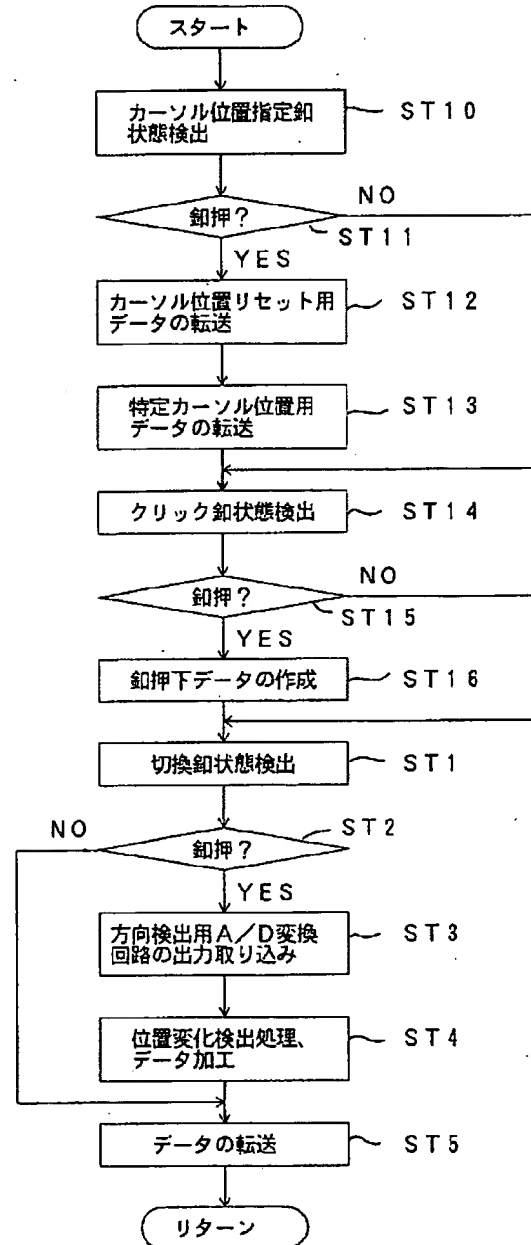 スタート
カーソル位置指定釦
状態検出
ST10
釦押?
NO
ST11
YES
カーソル位置リセット用
データの転送
ST12
特定カーソル位置用
データの転送
ST13
クリック釦状態検出
ST14
釦押?
NO
ST15
YES
釦押下データの作成
ST16
切換釦状態検出
ST1
NO
釦押?
ST2
YES
方向検出用A/D変換
回路の出力取り込み
ST3
位置変化検出処理、
データ加工
ST4
データの転送
ST5
リターン